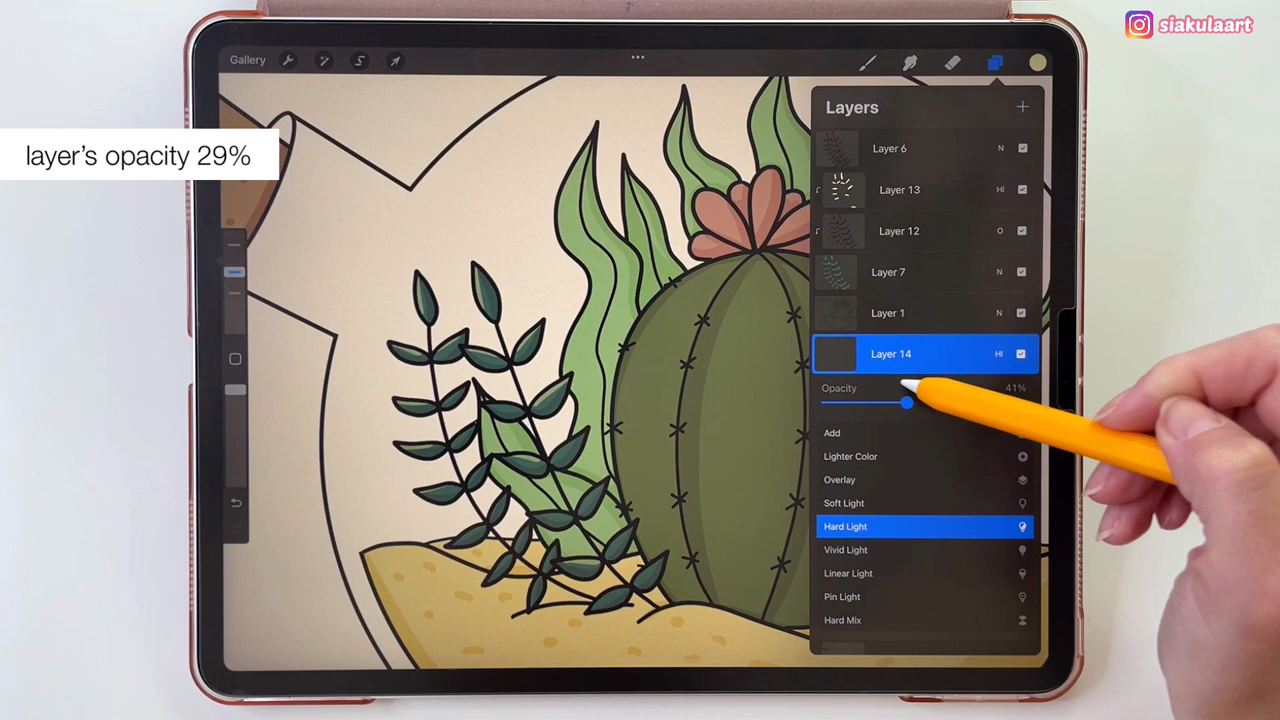 siakulaart
Gallery
Layers
layer's opacity 29%
Layer 6 N
Layer 13 HI
Layer 12 O
Layer 7 N
Layer 1 N
Layer 14 HI
Opacity 41%
Add
Lighter Color
Overlay
Soft Light
Hard Light
Vivid Light
Linear Light
Pin Light
Hard Mix